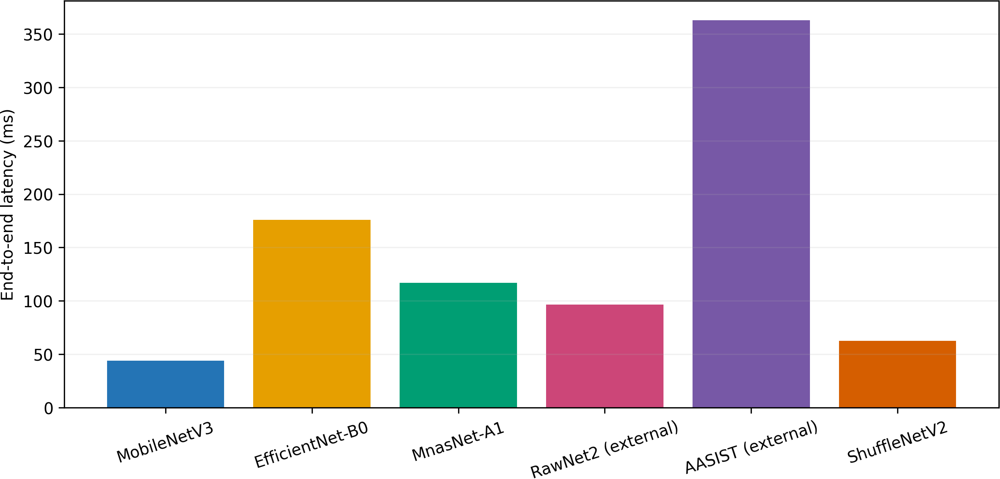 End-to-end latency (ms)
350
300
250
200
150
100
50
0
MobileNetV3
EfficientNet-B0
MnasNet-A1
RawNet2 (external)
AASIST (external)
ShuffleNetV2